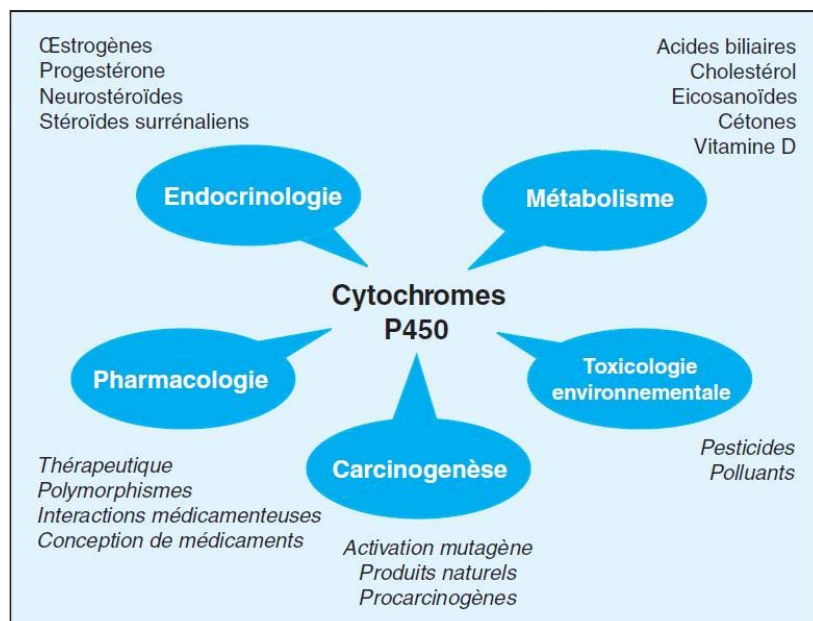 Œstrogènes
Progestérone
Neurostéroïdes
Stéroïdes surrénaliens
Acides biliaires
Cholestérol
Eicosanoïdes
Cétones
Vitamine D
Endocrinologie
Métabolisme
Cytochromes
P450
Pharmacologie
Toxicologie
environnementale
Carcinogenèse
Thérapeutique
Polymorphismes
Interactions médicamenteuses
Conception de médicaments
Activation mutagène
Produits naturels
Procarcinogènes
Pesticides
Polluants